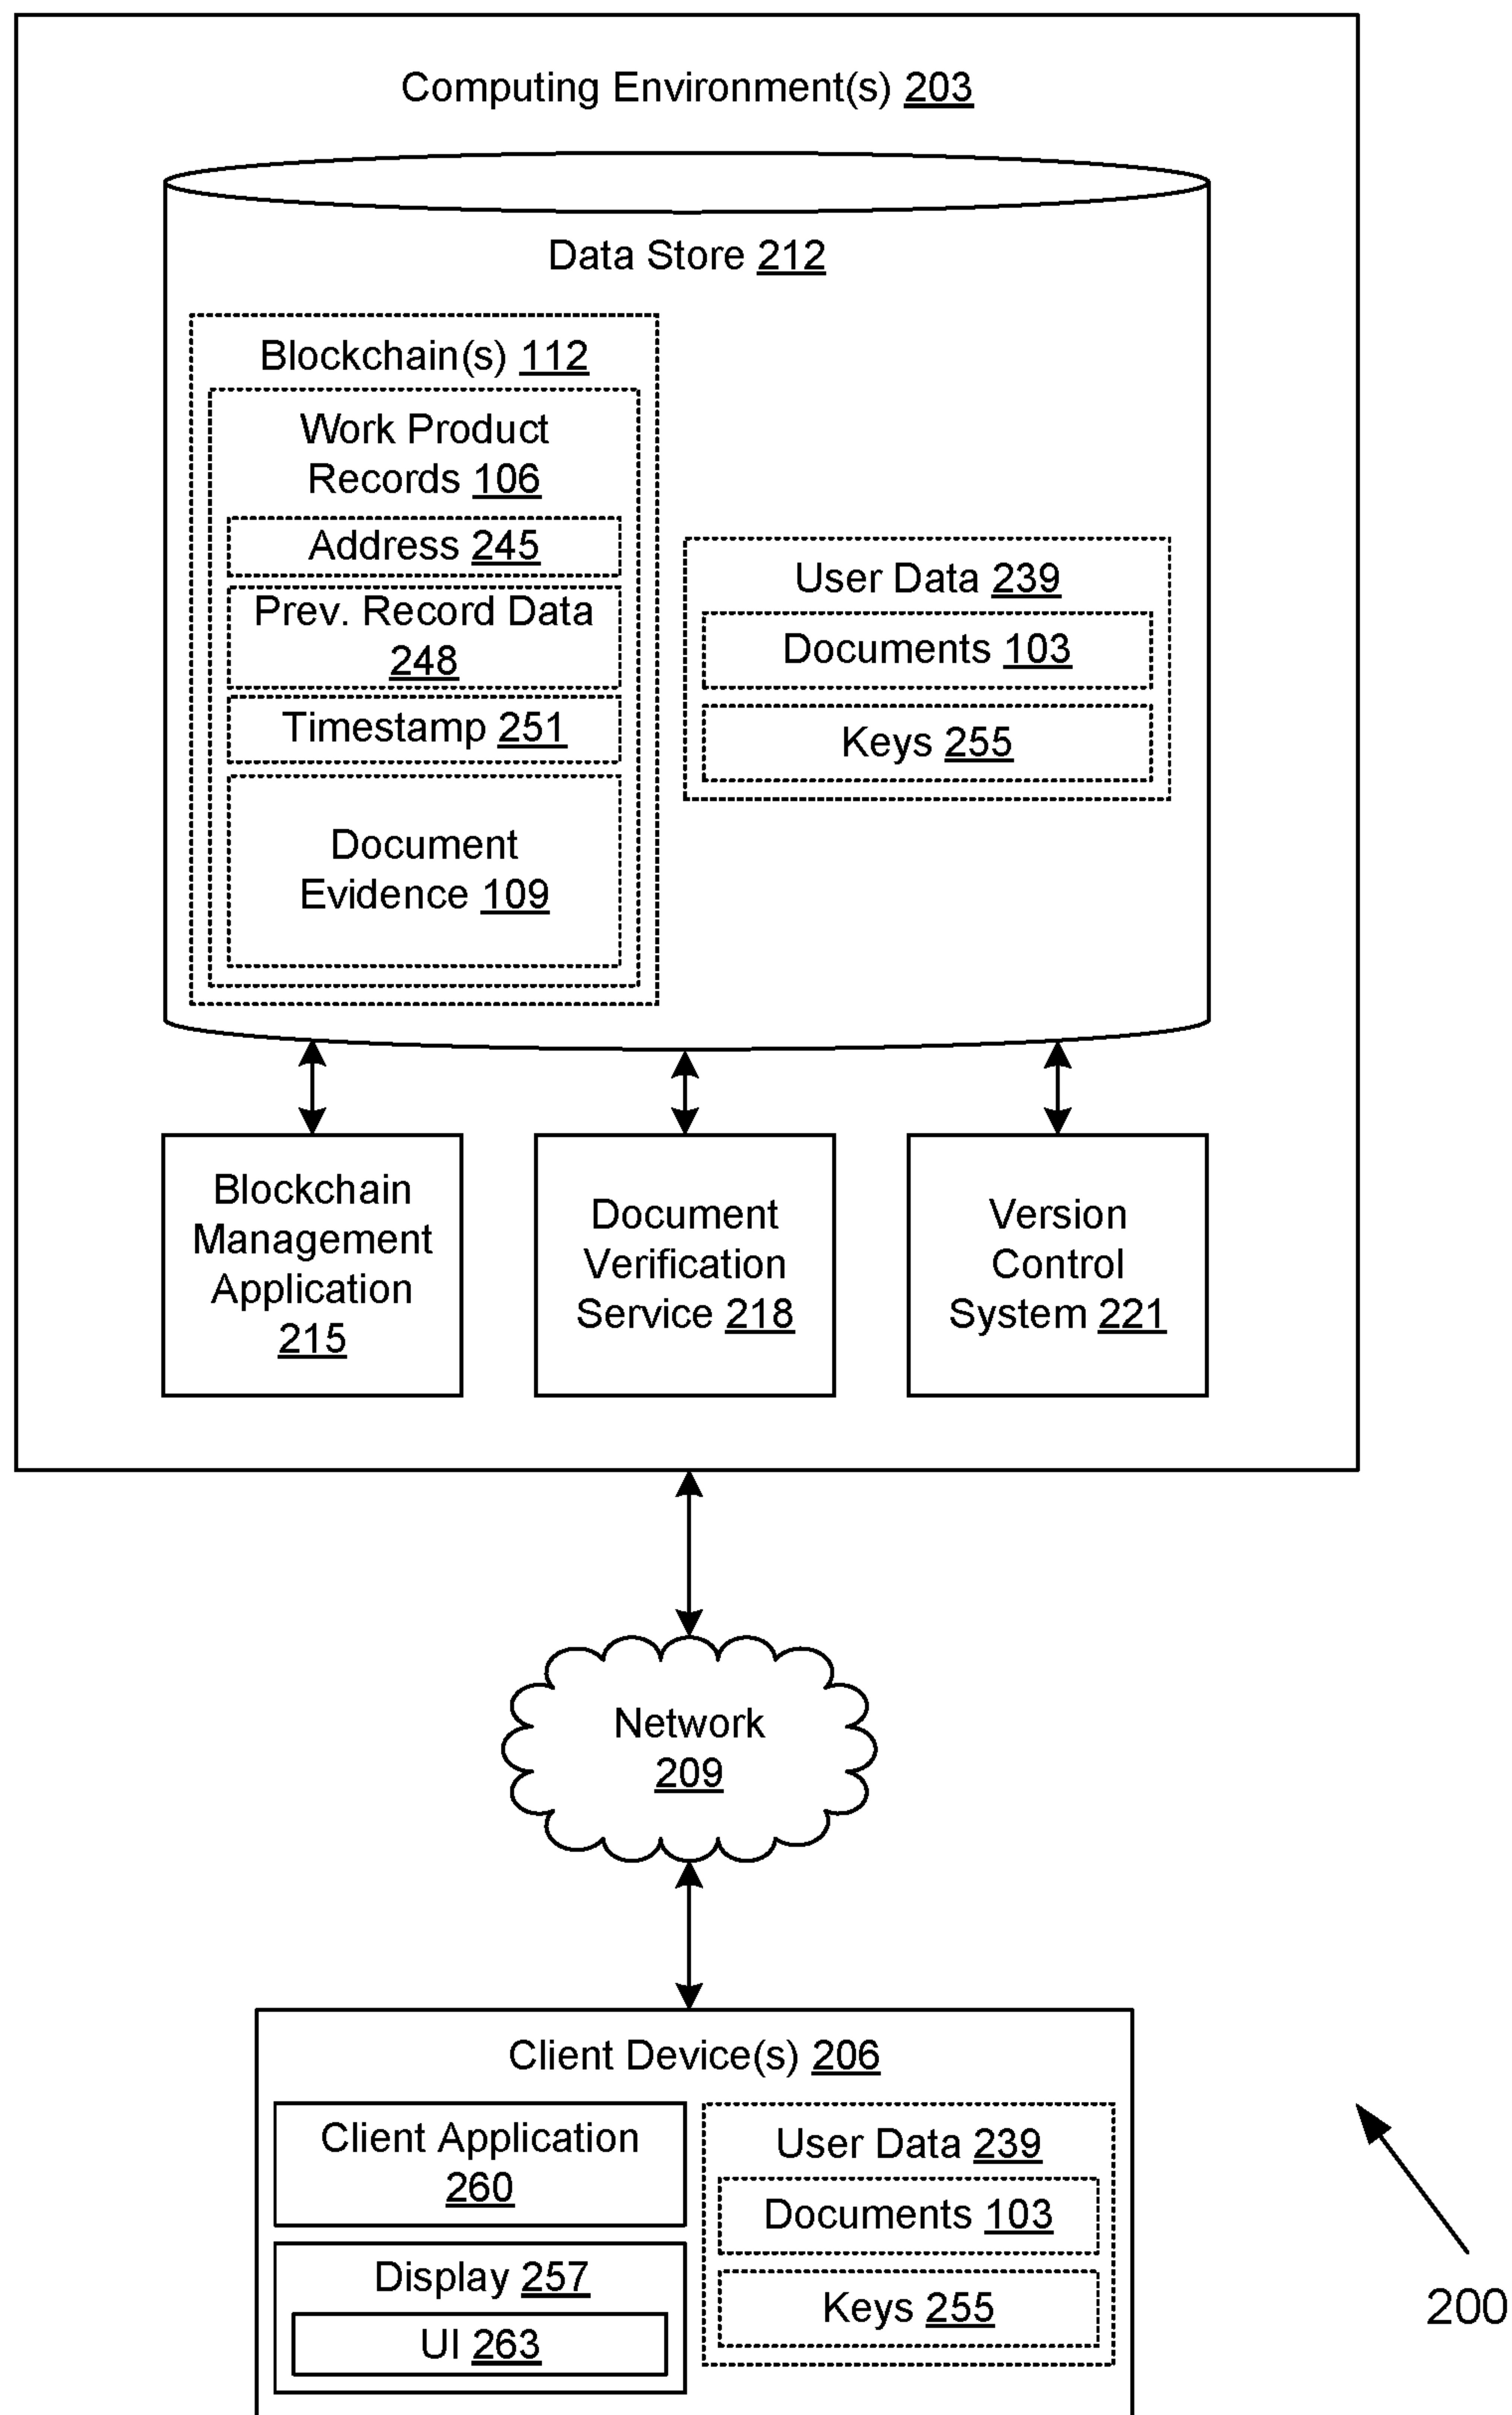 Computing Environment(s) 203
Data Store 212
Blockchain(s) 112
Work Product
Records 106
Address 245
Prev. Record Data
248
Timestamp 251
Document
Evidence 109
User Data 239
Documents 103
Keys 255
Blockchain
Management
Application
215
Document
Verification
Service 218
Version
Control
System 221
Network
209
Client Device(s) 206
Client Application
260
Display 257
UI 263
User Data 239
Documents 103
Keys 255
200